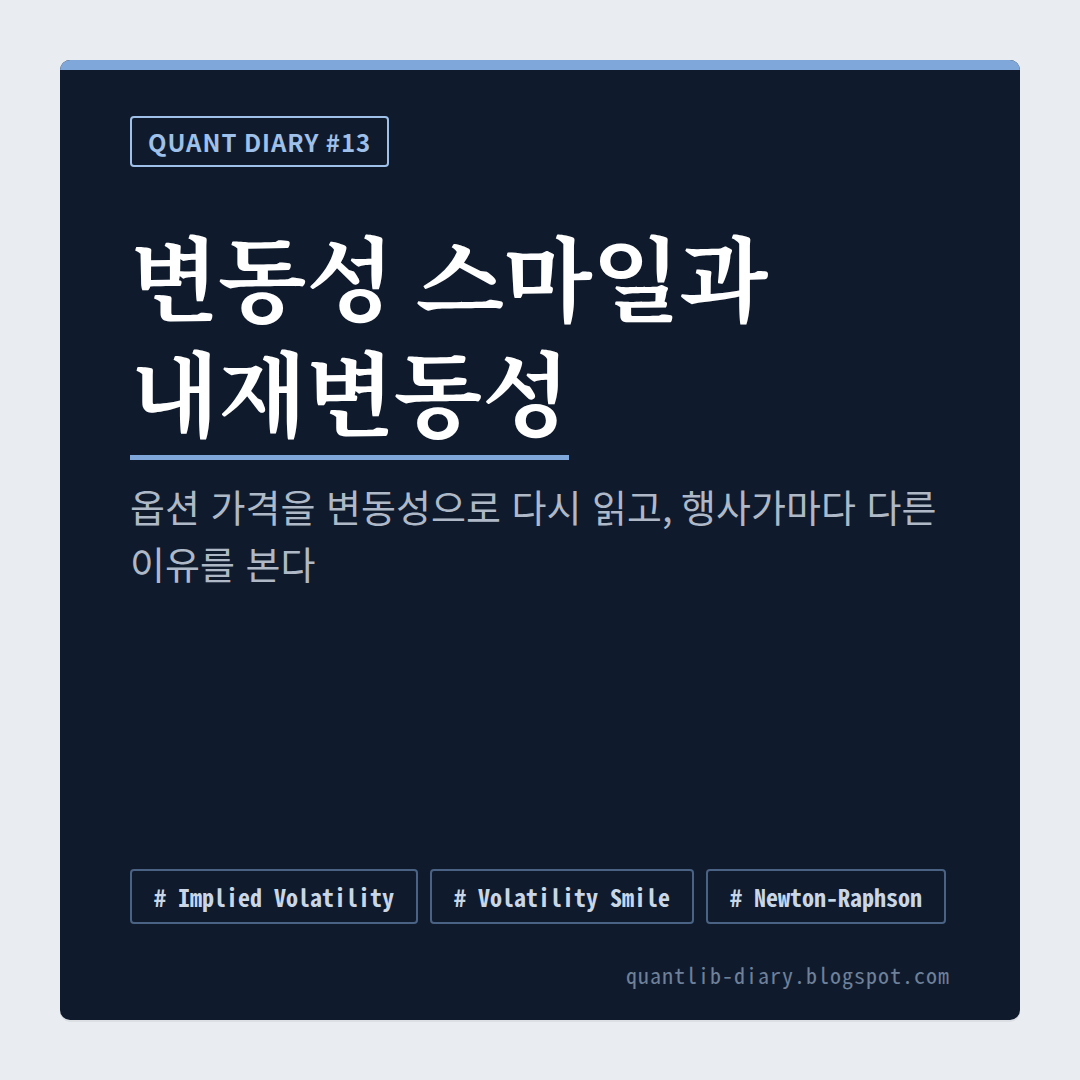 QUANT DIARY #13
변동성 스마일과
내재변동성
옵션 가격을 변동성으로 다시 읽고, 행사가마다 다른
이유를 본다
# Implied Volatility
# Volatility Smile
# Newton-Raphson
quantlib-diary.blogspot.com